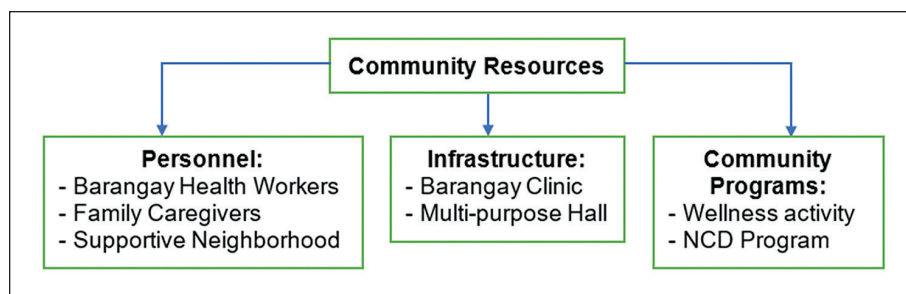 Community Resources
Personnel:
- Barangay Health Workers
- Family Caregivers
- Supportive Neighborhood
Infrastructure:
- Barangay Clinic
- Multi-purpose Hall
Community
Programs:
- Wellness activity
- NCD Program